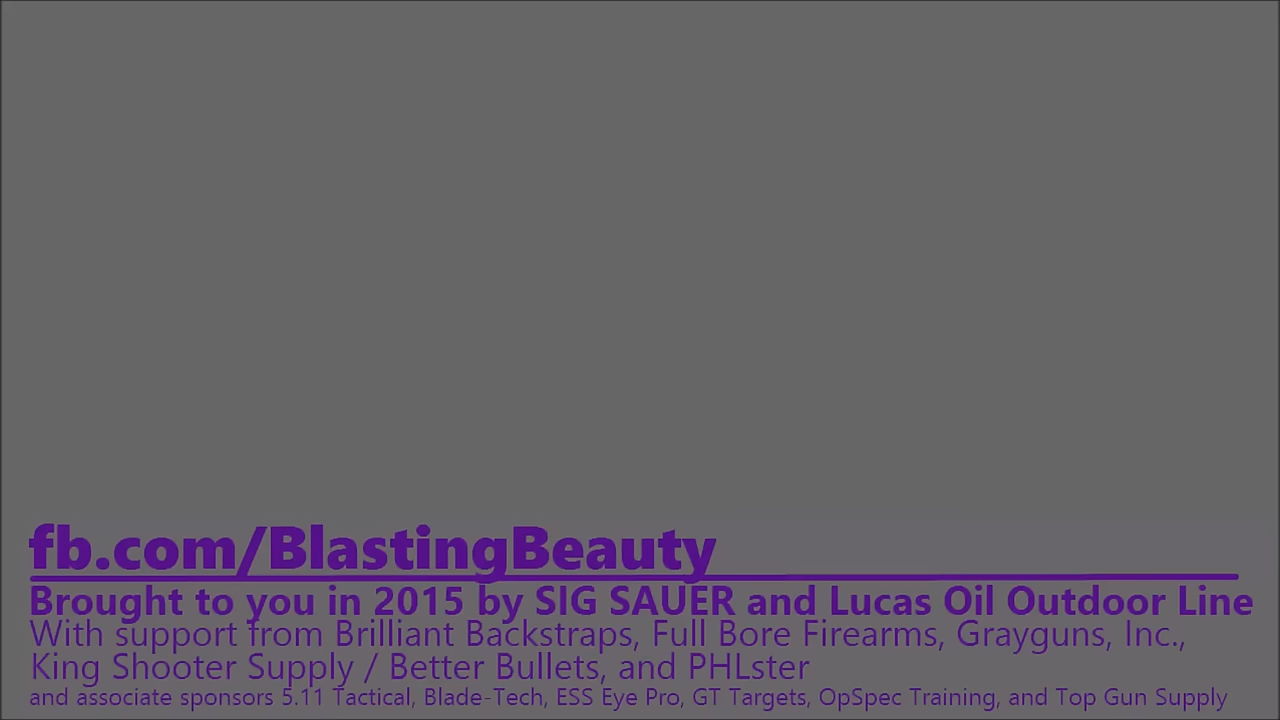 fb.com/BlastingBeauty
Brought to you in 2015 by SIG SAUER and Lucas Oil Outdoor Line
With support from Brilliant Backstraps, Full Bore Firearms, Grayguns, Inc.,
King Shooter Supply / Better Bullets, and PHLster
and associate sponsors 5.11 Tactical, Blade-Tech, ESS Eye Pro, GT Targets, OpSpec Training, and Top Gun Supply